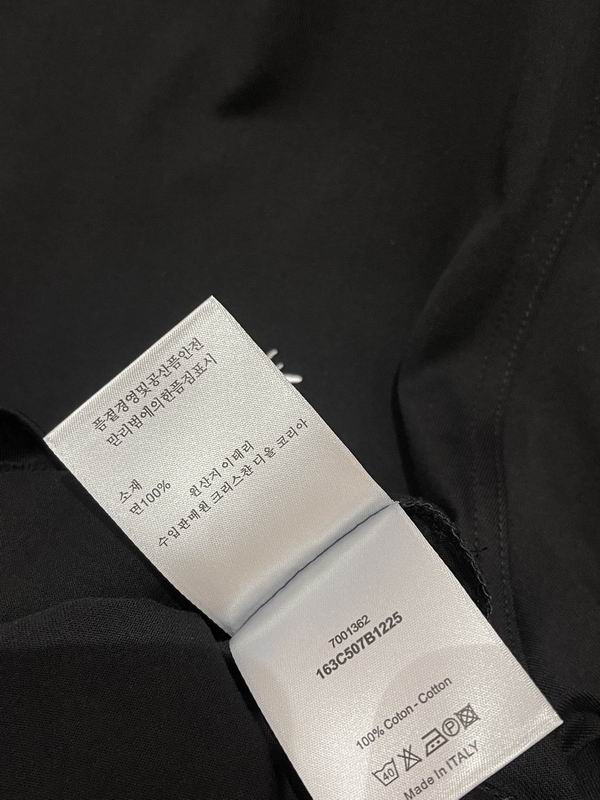 품질경영및공산품안전
관리법에의한품질표시
소재
면100%
원산지 이태리
수입판매원 크리스챤 디올 코리아
7001362
163C507B1225
100% Coton - Cotton
40
P
Made In ITALY